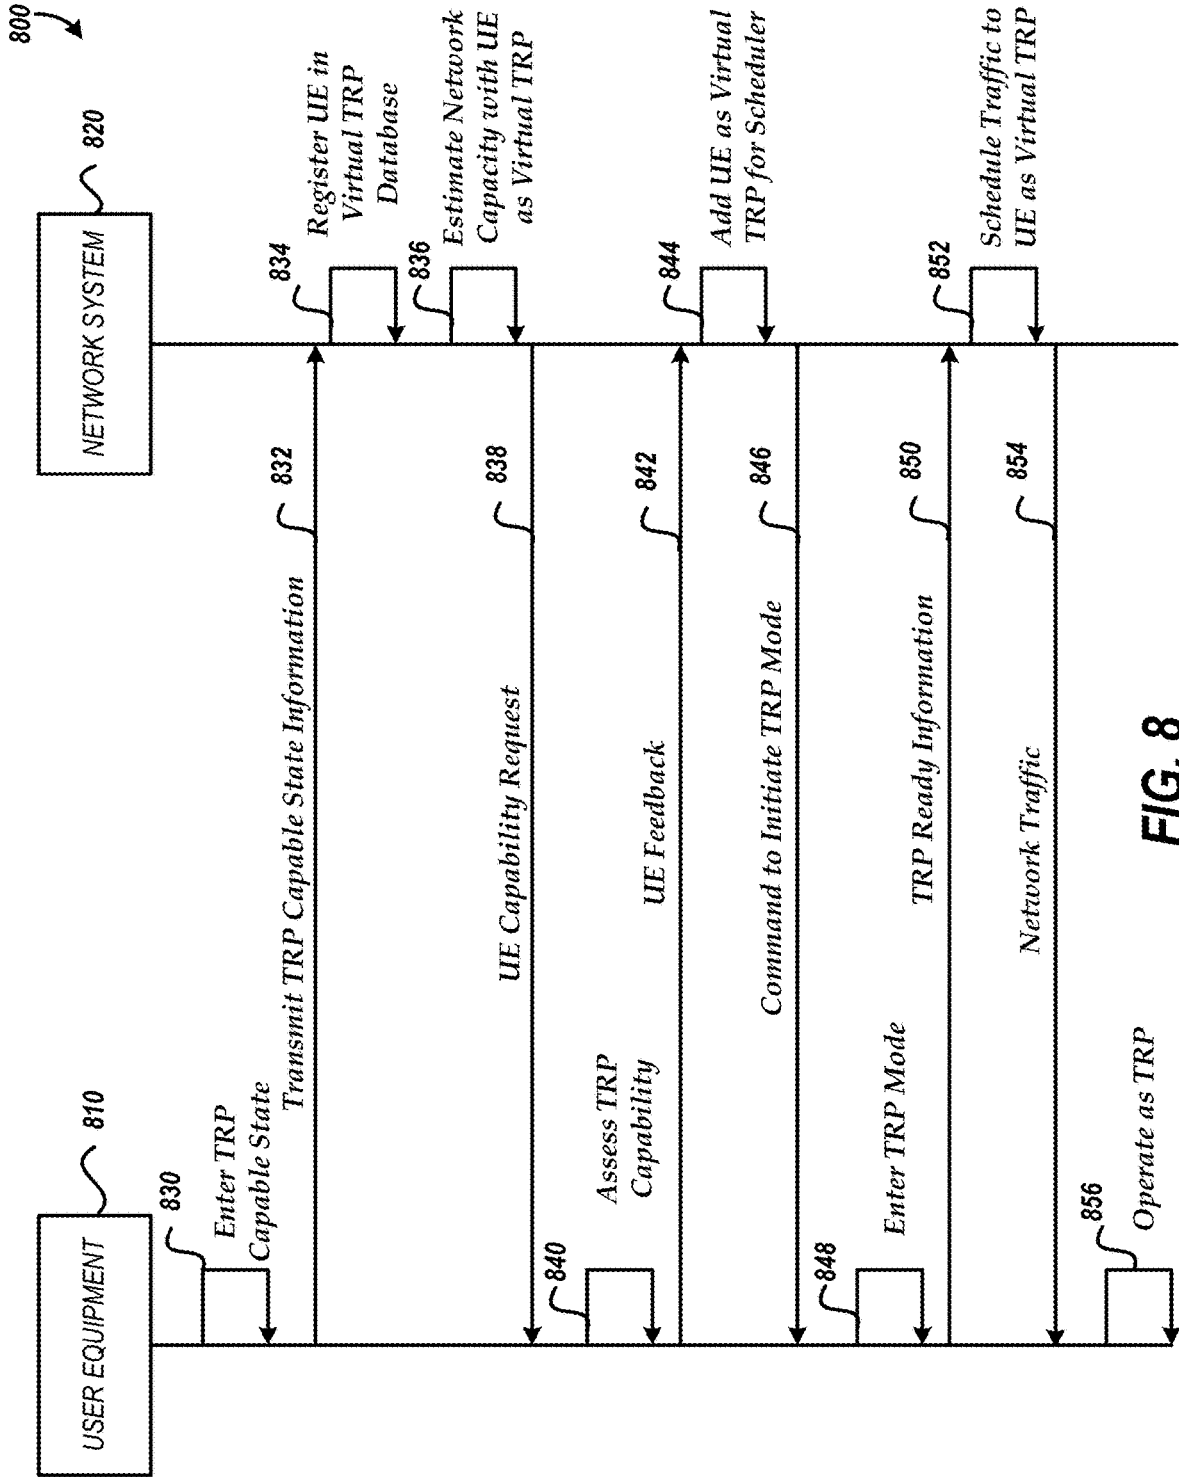 800
USER EQUIPMENT
810
NETWORK SYSTEM
820
830
Enter TRP
Capable State
Transmit TRP Capable State Information
832
834
Register UE in
Virtual TRP
Database
836
Estimate Network
Capacity with UE
as Virtual TRP
UE Capability Request
838
840
Assess TRP
Capability
UE Feedback
842
844
Add UE as Virtual
TRP for Scheduler
Command to Initiate TRP Mode
846
848
Enter TRP Mode
TRP Ready Information
850
852
Schedule Traffic to
UE as Virtual TRP
Network Traffic
854
856
Operate as TRP
FIG. 8